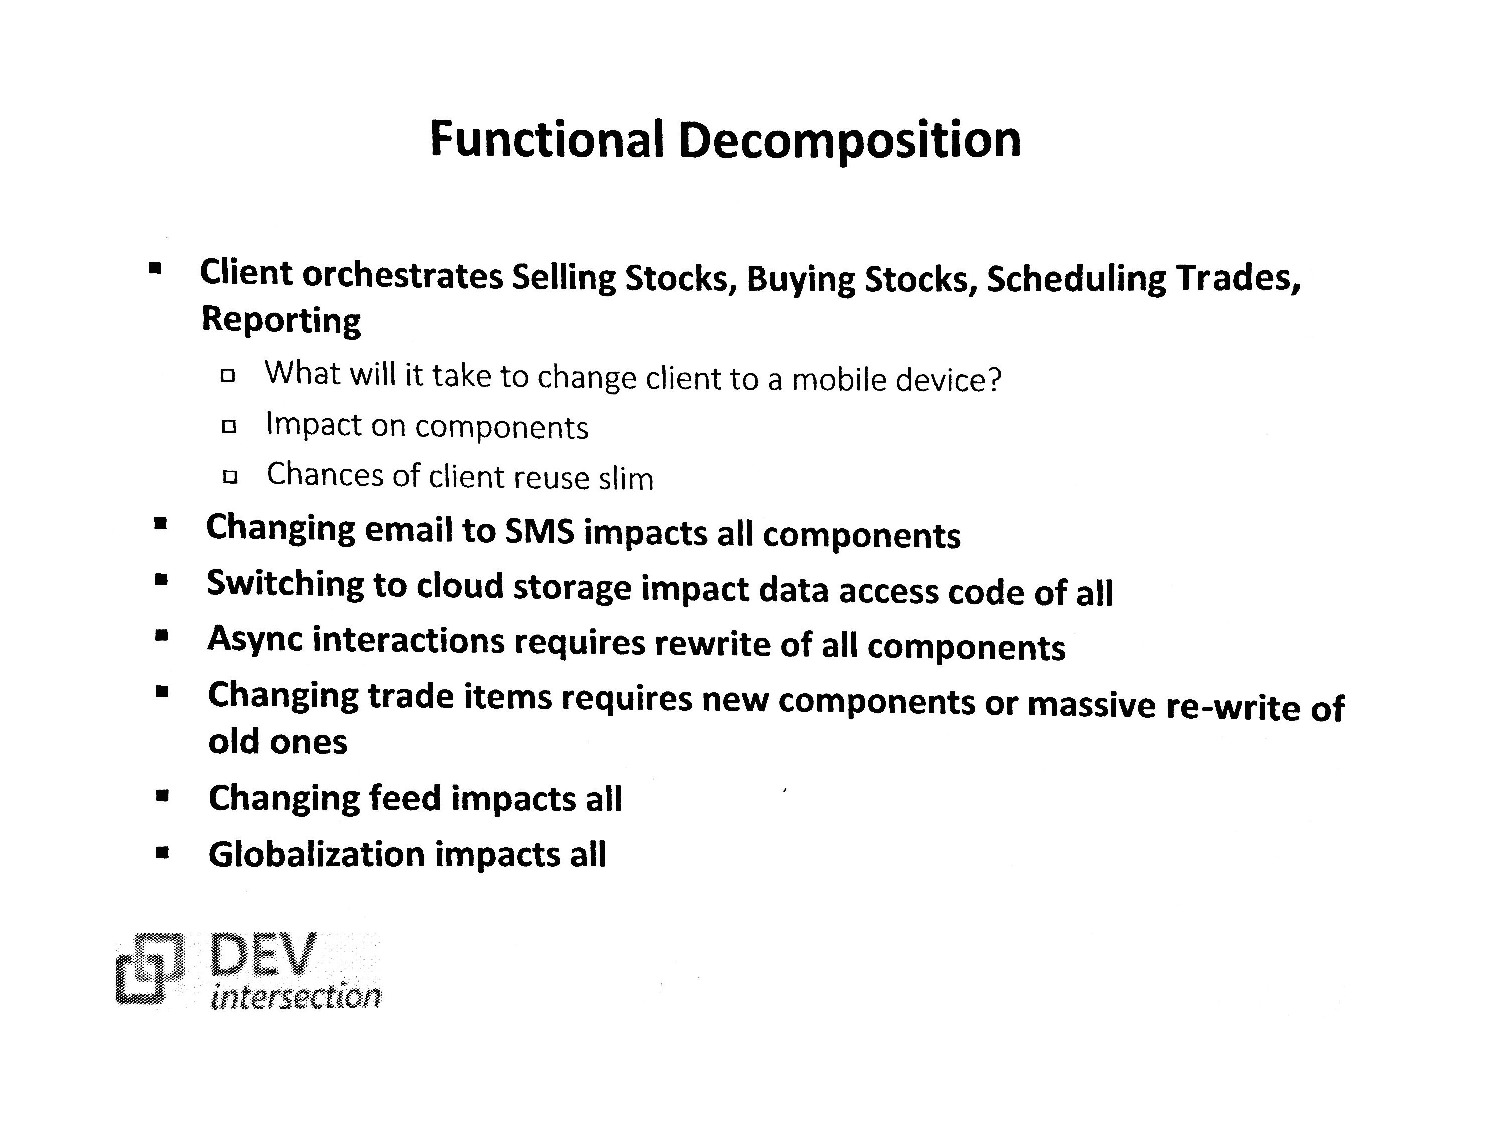 Functional Decomposition
▪ Client orchestrates Selling Stocks, Buying Stocks, Scheduling Trades,
Reporting
▫ What will it take to change client to a mobile device?
▫ Impact on components
▫ Chances of client reuse slim
▪ Changing email to SMS impacts all components
▪ Switching to cloud storage impact data access code of all
▪ Async interactions requires rewrite of all components
▪ Changing trade items requires new components or massive re-write of
old ones
▪ Changing feed impacts all
▪ Globalization impacts all
DEV
intersection